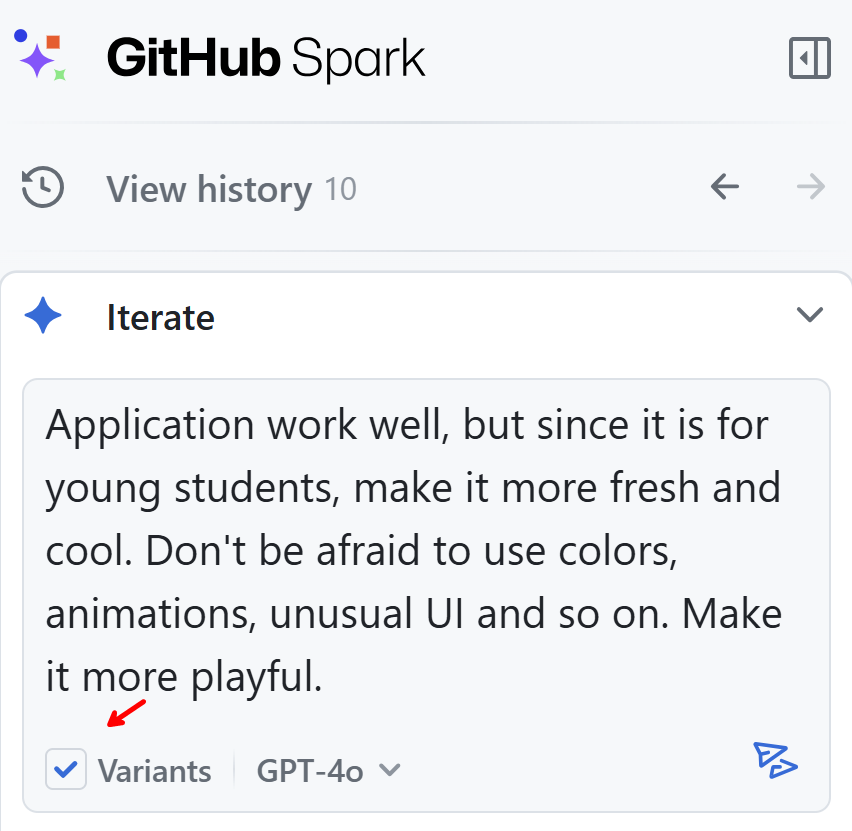 GitHub Spark
View history 10
Iterate
Application work well, but since it is for
young students, make it more fresh and
cool. Don't be afraid to use colors,
animations, unusual UI and so on. Make
it more playful.
Variants GPT-4o